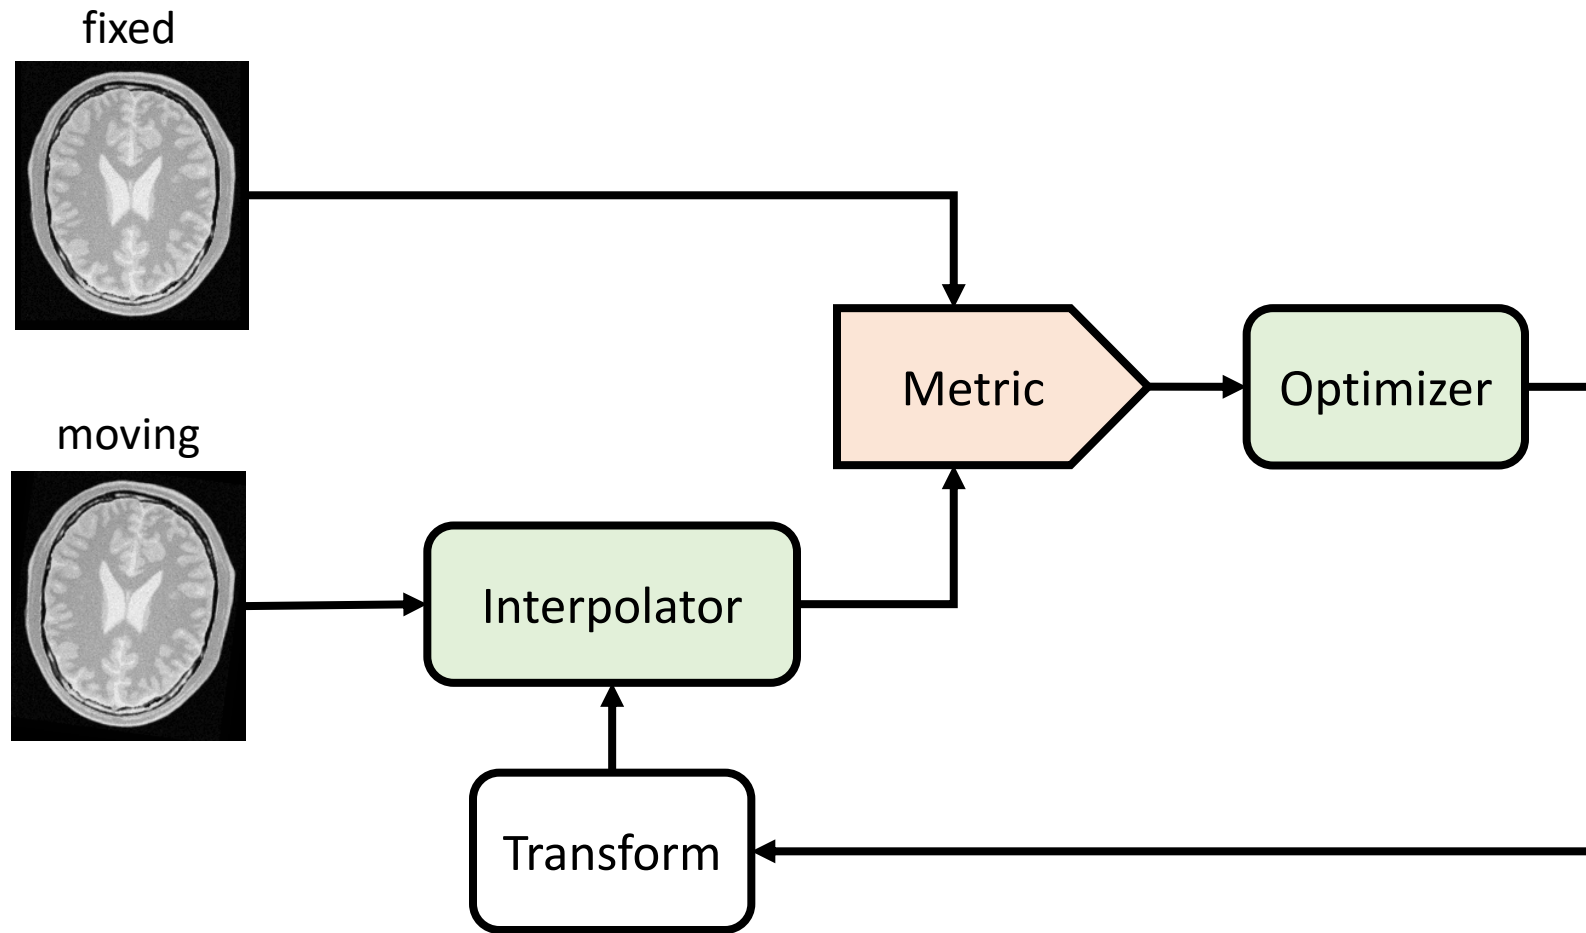 fixed
Metric
Optimizer
moving
Interpolator
Transform